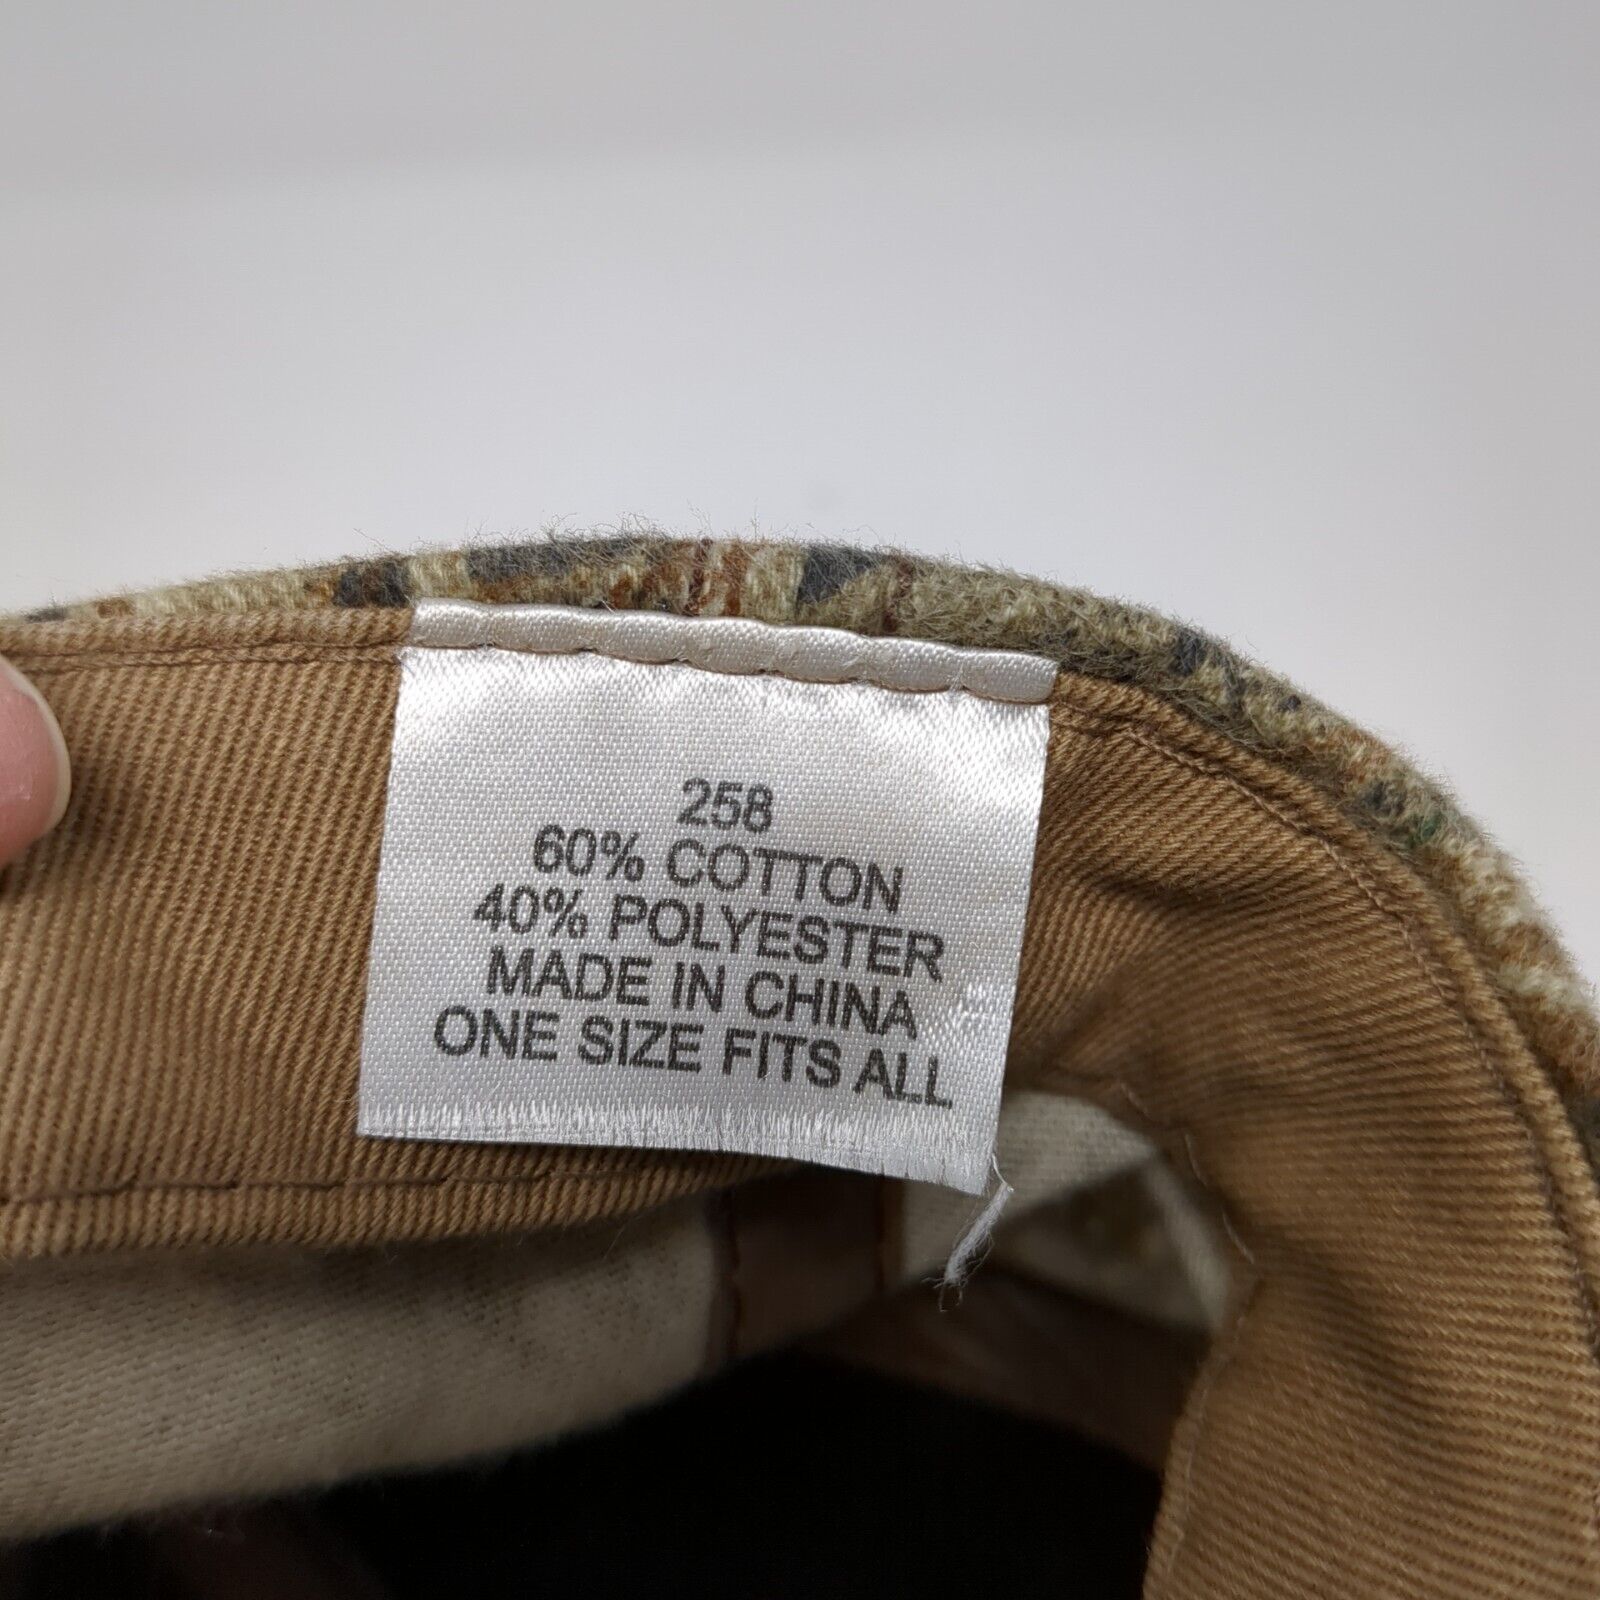 258
60% COTTON
40% POLYESTER
MADE IN CHINA
ONE SIZE FITS ALL